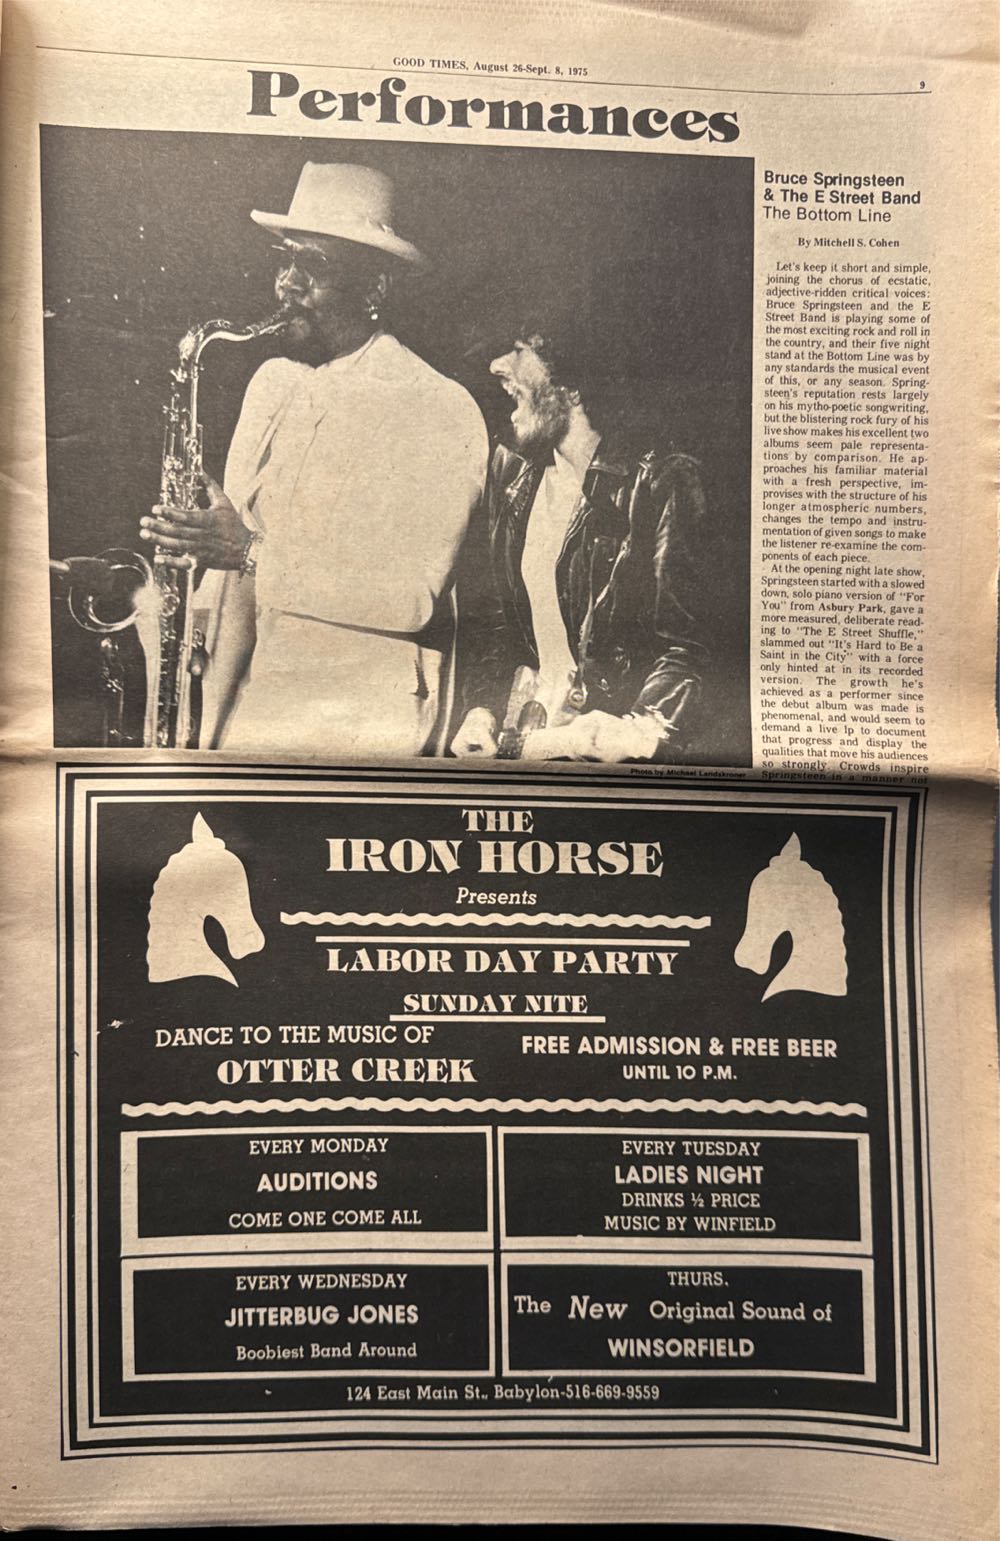 GOOD TIMES, August 26-Sept. 8, 1975
9
Performances
Bruce Springsteen
& The E Street Band
The Bottom Line
By Mitchell S. Cohen
Let's keep it short and simple,
joining the chorus of ecstatic,
adjective-ridden critical voices:
Bruce Springsteen and the E
Street Band is playing some of
the most exciting rock and roll in
the country, and their five night
stand at the Bottom Line was by
any standards the musical event
of this, or any season. Spring-
steen's reputation rests largely
on his mytho-poetic songwriting,
but the blistering rock fury of his
live show makes his excellent two
albums seem pale representa-
tions by comparison. He ap-
proaches his familiar material
with a fresh perspective, im-
provises with the structure of his
longer atmospheric numbers,
changes the tempo and instru-
mentation of given songs to make
the listener re-examine the com-
ponents of each piece.
At the opening night late show,
Springsteen started with a slowed
down, solo piano version of "For
You" from Asbury Park, gave a
more measured, deliberate read-
ing to "The E Street Shuffle,"
slammed out "It's Hard to Be a
Saint in the City" with a force
only hinted at in its recorded
version. The growth he's
achieved as a performer since
the debut album was made is
phenomenal, and would seem to
demand a live lp to document
that progress and display the
qualities that move his audiences
so strongly. Crowds inspire
Springsteen in a manner not
Photo by Michael Landskroner
THE
IRON HORSE
Presents
LABOR DAY PARTY
SUNDAY NITE
DANCE TO THE MUSIC OF
OTTER CREEK
FREE ADMISSION & FREE BEER
UNTIL 10 P.M.
EVERY MONDAY
AUDITIONS
COME ONE COME ALL
EVERY TUESDAY
LADIES NIGHT
DRINKS ½ PRICE
MUSIC BY WINFIELD
EVERY WEDNESDAY
JITTERBUG JONES
Boobiest Band Around
THURS.
The New Original Sound of
WINSORFIELD
124 East Main St., Babylon-516-669-9559